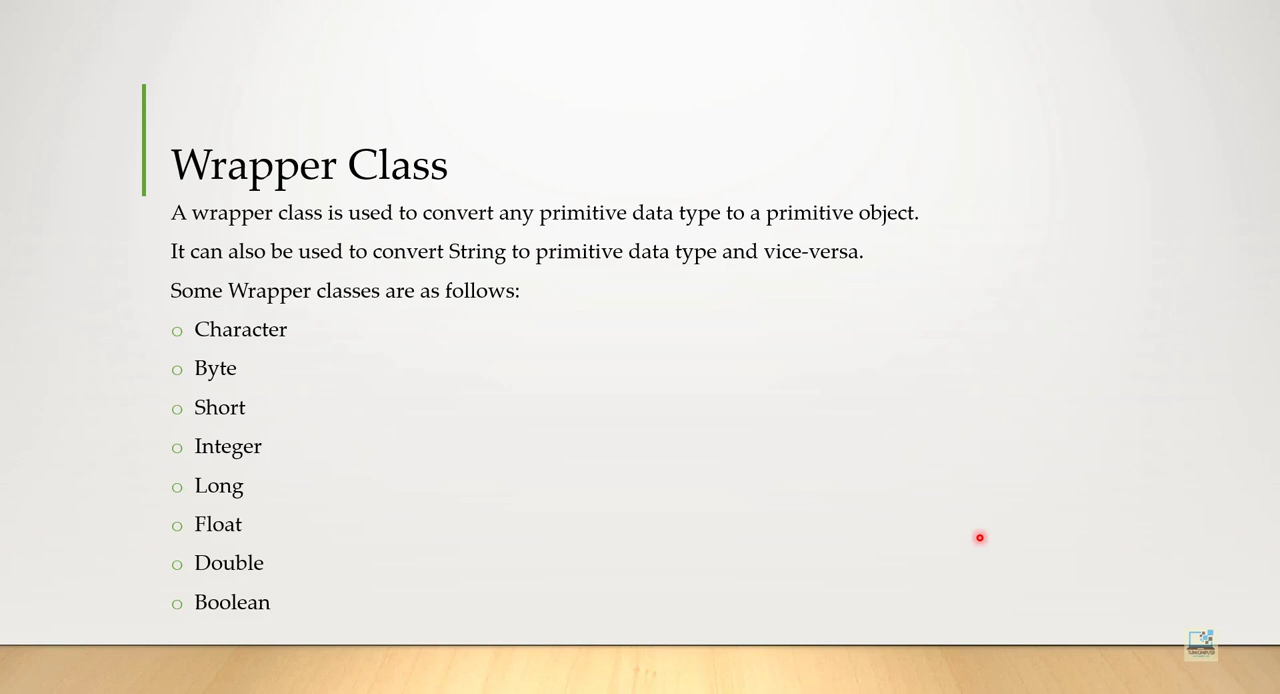 Wrapper Class
A wrapper class is used to convert any primitive data type to a primitive object.
It can also be used to convert String to primitive data type and vice-versa.
Some Wrapper classes are as follows:
Character
Byte
Short
Integer
Long
Float
Double
Boolean